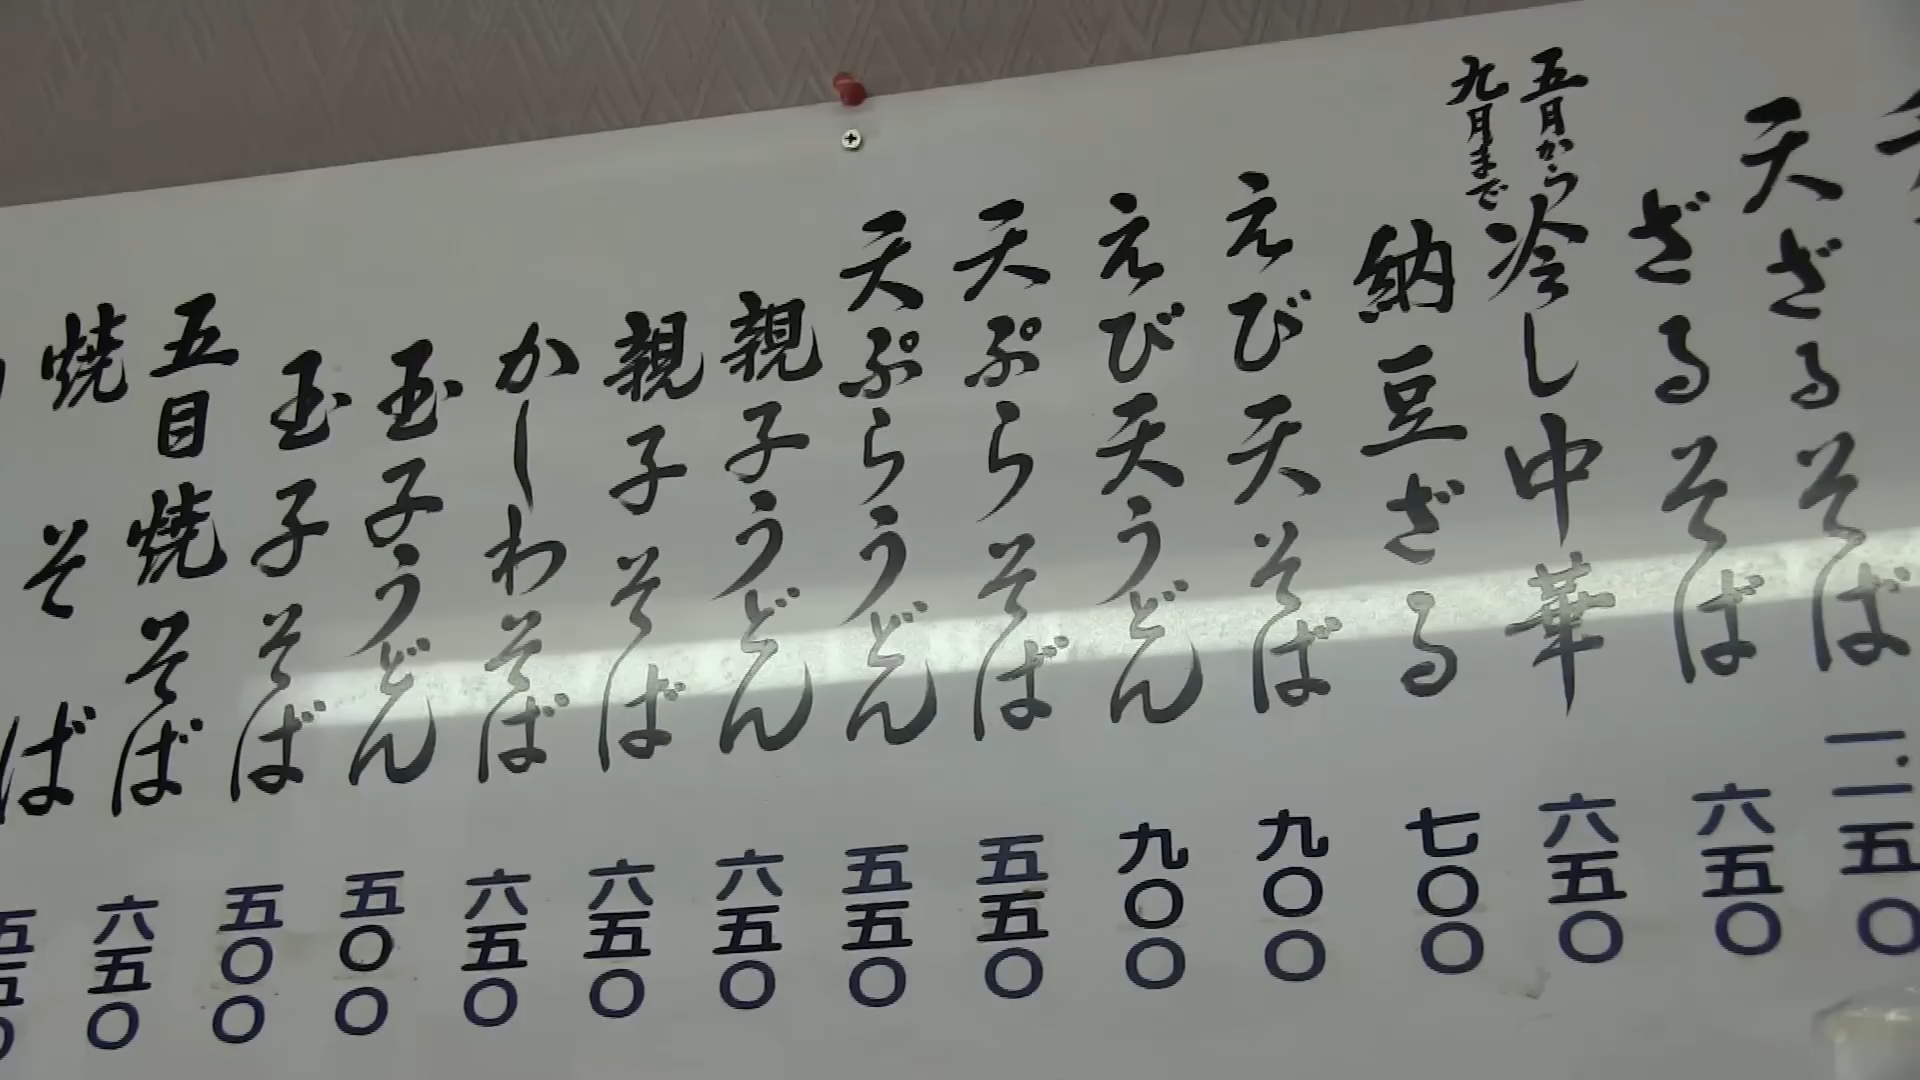 天ざるそば 一、一五〇
ざるそば 六五〇
五月から
九月まで
冷し中華 六五〇
納豆ざる 七〇〇
えび天そば 九〇〇
えび天うどん 九〇〇
天ぷらそば 五五〇
天ぷらうどん 五五〇
親子うどん 六五〇
親子そば 六五〇
かしわそば 六五〇
玉子うどん 五〇〇
玉子そば 五〇〇
五目焼そば 六五〇
焼そば 五五〇